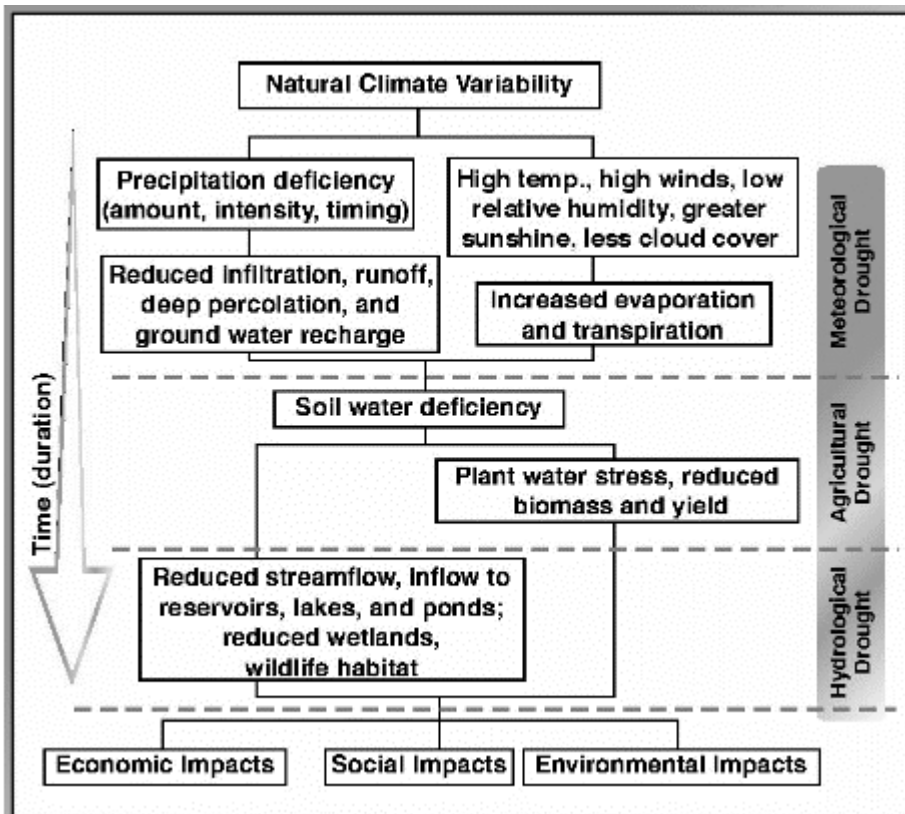 Natural Climate Variability
Precipitation deficiency
(amount, intensity, timing)
High temp., high winds, low
relative humidity, greater
sunshine, less cloud cover
Reduced infiltration, runoff,
deep percolation, and
ground water recharge
Increased evaporation
and transpiration
Meteorological
Drought
Soil water deficiency
Plant water stress, reduced
biomass and yield
Agricultural
Drought
Time (duration)
Reduced streamflow, inflow to
reservoirs, lakes, and ponds;
reduced wetlands,
wildlife habitat
Hydrological
Drought
Economic Impacts
Social Impacts
Environmental Impacts